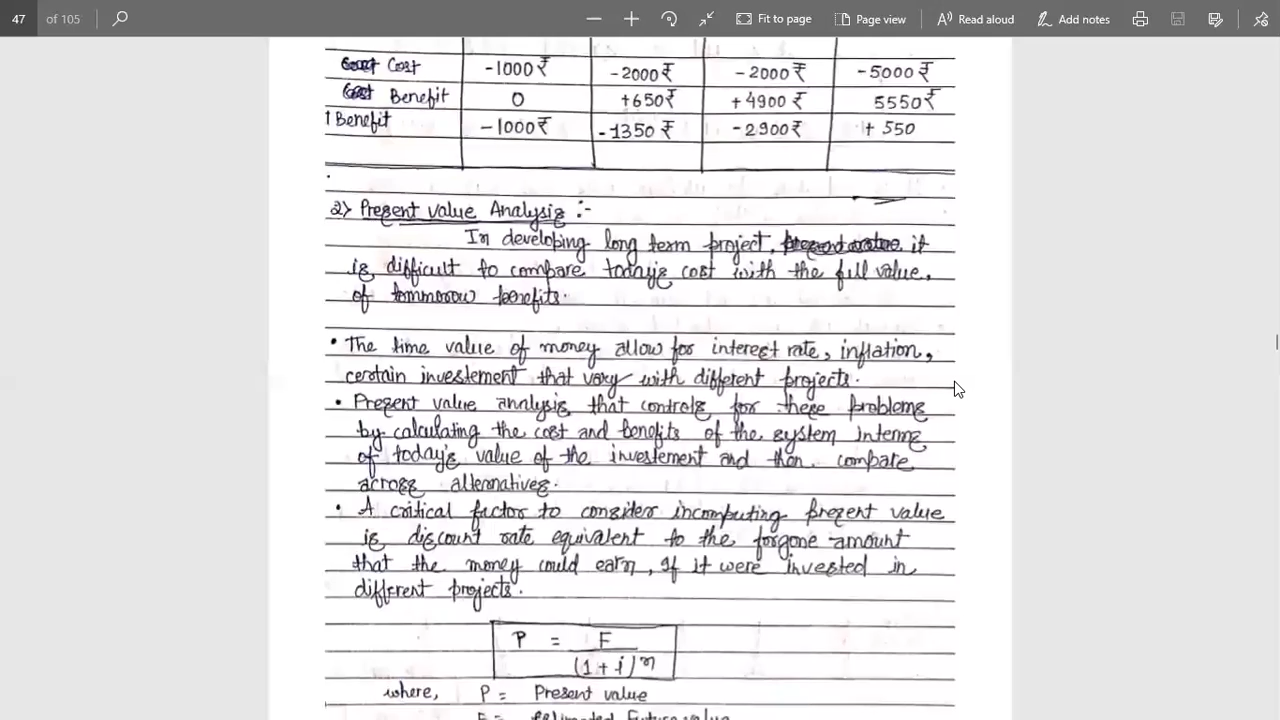 47 of 105 Fit to page Page view Read aloud Add notes
Cost -1000 ₹ -2000 ₹ -2000 ₹ -5000 ₹
Benefit 0 +650 ₹ +4900 ₹ 5550 ₹
↑ Benefit -1000 ₹ -1350 ₹ -2900 ₹ + 550
2> Present value Analysis :-
In developing long term project, it
is difficult to compare today's cost with the full value,
of tommorow benefits.
• The time value of money allow for interest rate, inflation,
certain investement that vary with different projects.
• Present value analysis that controls for these problems
by calculating the cost and benefits of the system interms
of today's value of the investement and then compare
across alternatives.
• A critical factor to consider incomputing present value
is discount rate equivalent to the forgone amount
that the money could earn, if it were invested in
different projects.
P = F
(1 + i)ⁿ
where, P = Present value
F = Estimated Future value